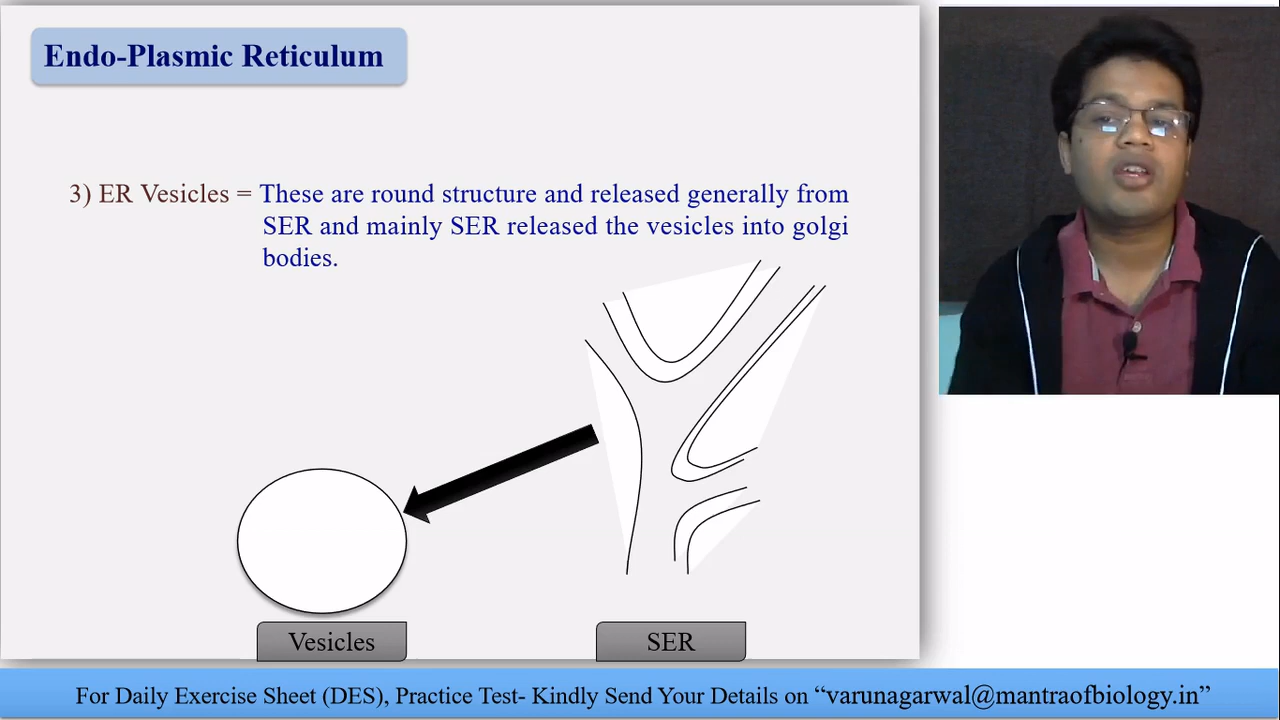 Endo-Plasmic Reticulum
3) ER Vesicles = These are round structure and released generally from
SER and mainly SER released the vesicles into golgi
bodies.
Vesicles
SER
For Daily Exercise Sheet (DES), Practice Test- Kindly Send Your Details on “varunagarwal@mantraofbiology.in”